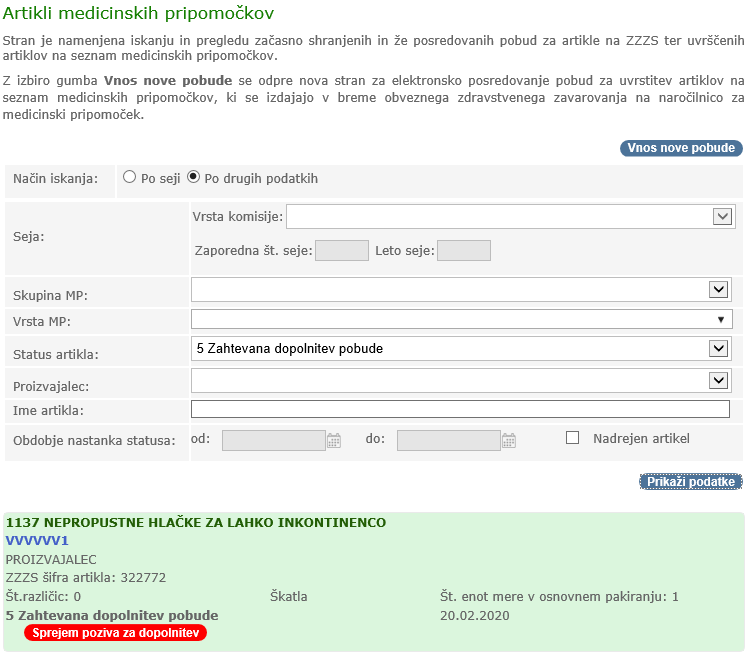 Artikli medicinskih pripomočkov
Stran je namenjena iskanju in pregledu začasno shranjenih in že posredovanih pobud za artikle na ZZZS ter uvrščenih
artiklov na seznam medicinskih pripomočkov.
Z izbiro gumba Vnos nove pobude se odpre nova stran za elektronsko posredovanje pobud za uvrstitev artiklov na
seznam medicinskih pripomočkov, ki se izdajajo v breme obveznega zdravstvenega zavarovanja na naročilnico za
medicinski pripomoček.
Vnos nove pobude
Način iskanja: Po seji Po drugih podatkih
Seja: Vrsta komisije:
Zaporedna št. seje: Leto seje:
Skupina MP:
Vrsta MP:
Status artikla: 5 Zahtevana dopolnitev pobude
Proizvajalec:
Ime artikla:
Obdobje nastanka statusa: od: do: Nadrejen artikel
Prikaži podatke
1137 NEPROPUSTNE HLAČKE ZA LAHKO INKONTINENCO
VVVVVV1
PROIZVAJALEC
ZZZS šifra artikla: 322772
Št.različic: 0 Škatla Št. enot mere v osnovnem pakiranju: 1
5 Zahtevana dopolnitev pobude 20.02.2020
Sprejem poziva za dopolnitev